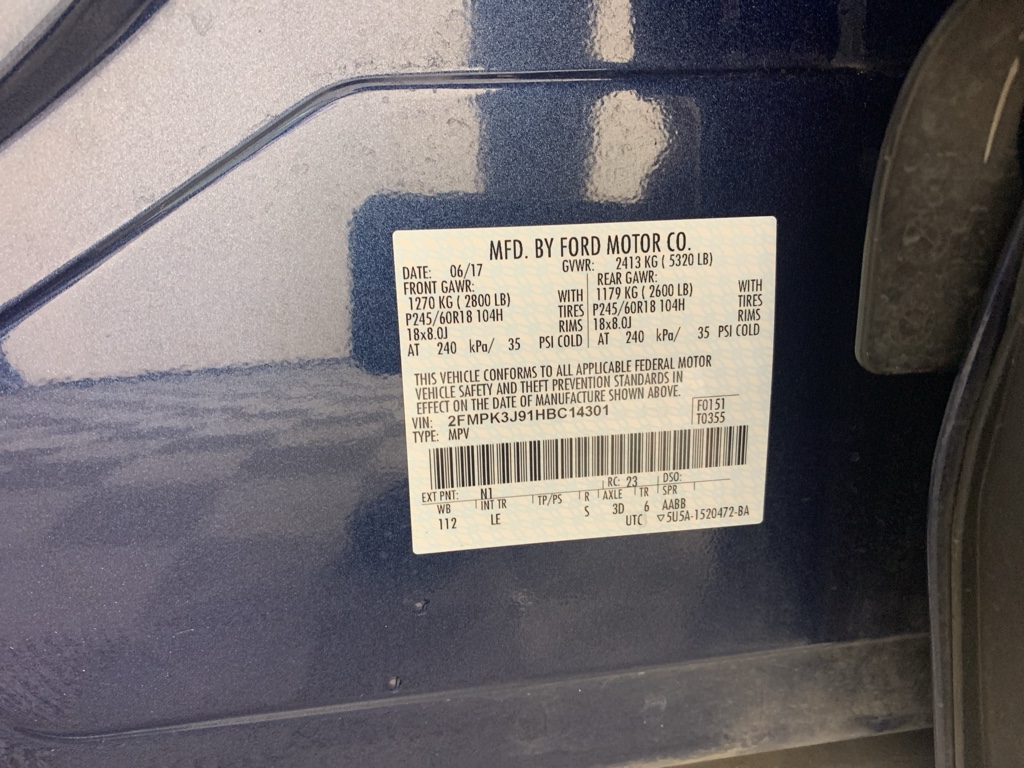 MFD. BY FORD MOTOR CO.
DATE: 06/17 GVWR: 2413 KG ( 5320 LB)
FRONT GAWR: REAR GAWR:
1270 KG ( 2800 LB) WITH 1179 KG ( 2600 LB) WITH
P245/60R18 104H TIRES P245/60R18 104H TIRES
18x8.0J RIMS 18x8.0J RIMS
AT 240 kPa/ 35 PSI COLD AT 240 kPa/ 35 PSI COLD
THIS VEHICLE CONFORMS TO ALL APPLICABLE FEDERAL MOTOR
VEHICLE SAFETY AND THEFT PREVENTION STANDARDS IN
EFFECT ON THE DATE OF MANUFACTURE SHOWN ABOVE.
VIN: 2FMPK3J91HBC14301 F0151
TYPE: MPV T0355
EXT PNT: N1 RC: 23 DSO:
WB INT TR TP/PS R AXLE TR SPR
112 LE S 3D 6 AABB
UTC ▽5U5A-1520472-BA